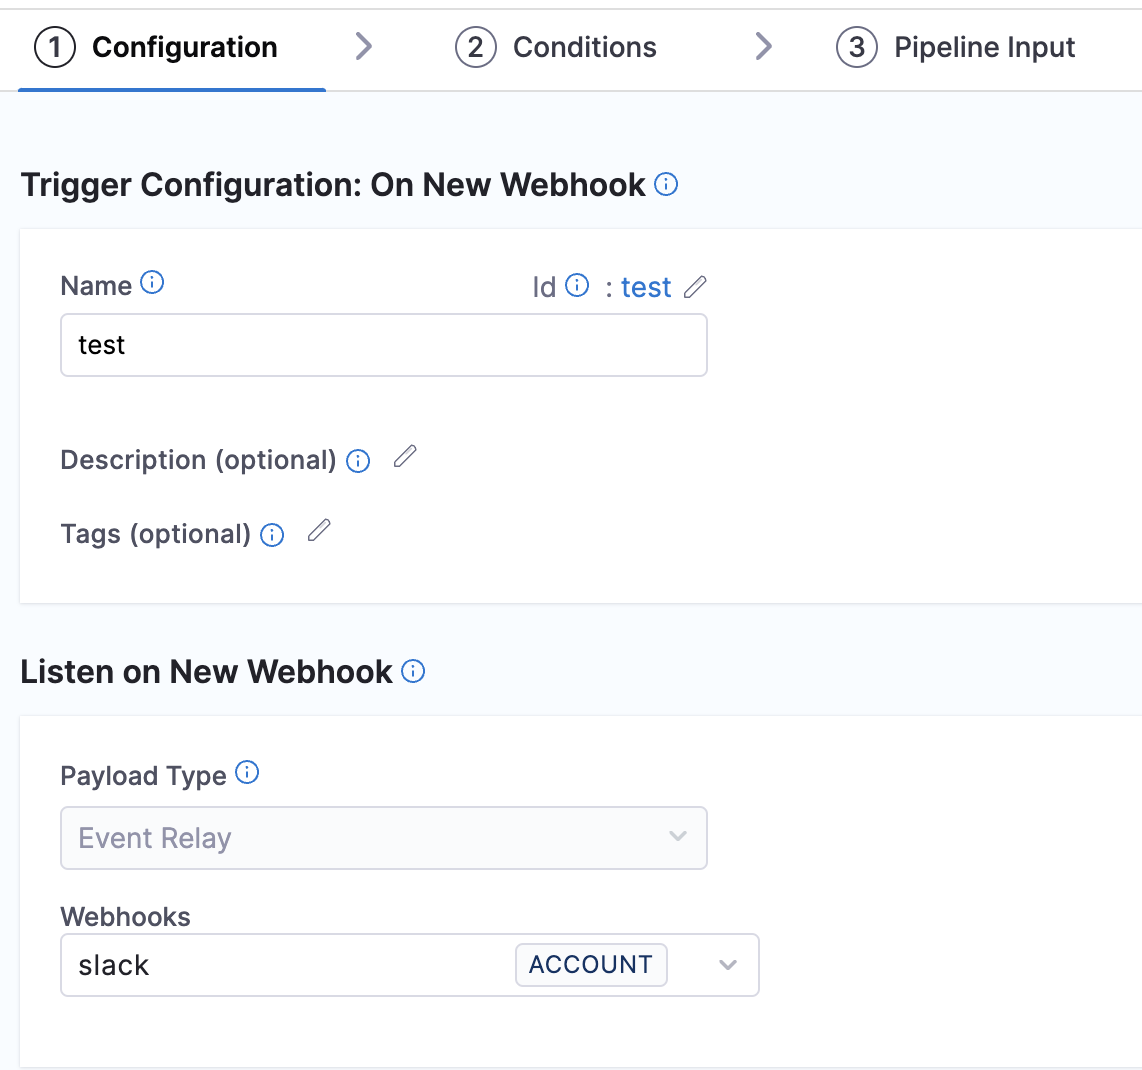 1 Configuration 2 Conditions 3 Pipeline Input
Trigger Configuration: On New Webhook
Name Id : test
test
Description (optional)
Tags (optional)
Listen on New Webhook
Payload Type
Event Relay
Webhooks
slack ACCOUNT